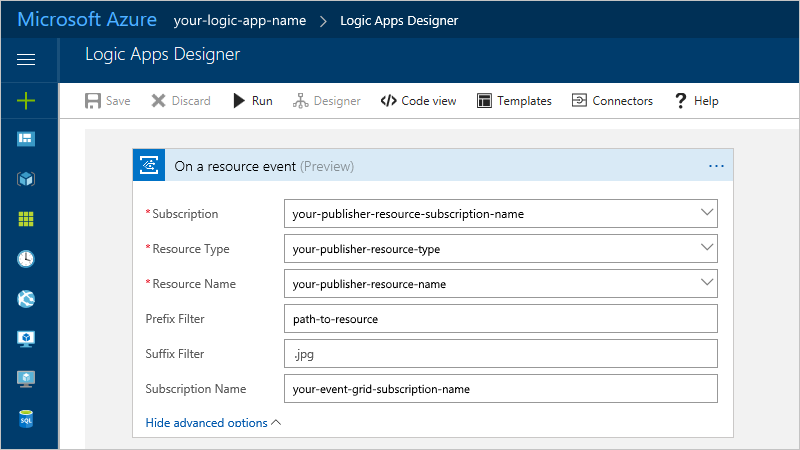 Microsoft Azure your-logic-app-name > Logic Apps Designer
Logic Apps Designer
Save Discard Run Designer </> Code view Templates Connectors ? Help
On a resource event (Preview) ...
* Subscription your-publisher-resource-subscription-name
* Resource Type your-publisher-resource-type
* Resource Name your-publisher-resource-name
Prefix Filter path-to-resource
Suffix Filter .jpg
Subscription Name your-event-grid-subscription-name
Hide advanced options
SQL